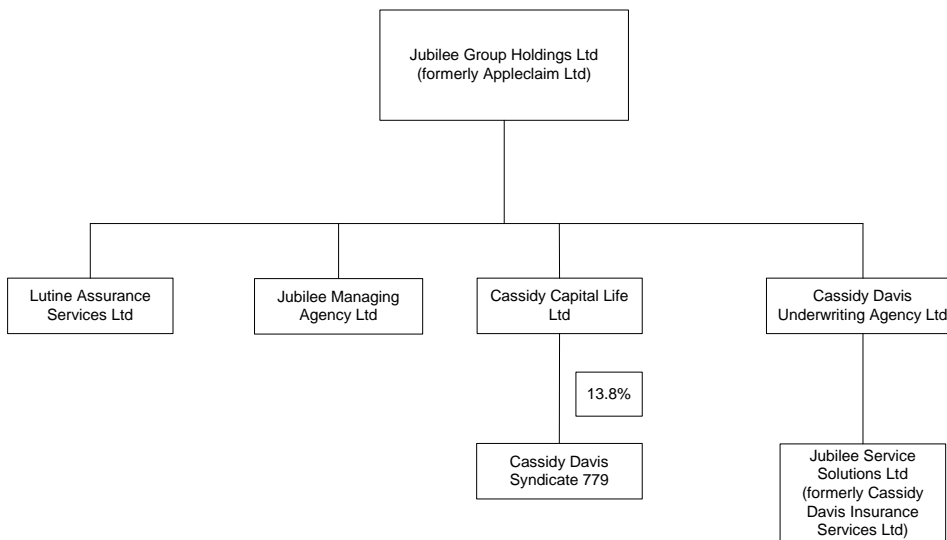 Jubilee Group Holdings Ltd
(formerly Appleclaim Ltd)
Lutine Assurance
Services Ltd
Jubilee Managing
Agency Ltd
Cassidy Capital Life
Ltd
Cassidy Davis
Underwriting Agency Ltd
13.8%
Cassidy Davis
Syndicate 779
Jubilee Service
Solutions Ltd
(formerly Cassidy
Davis Insurance
Services Ltd)